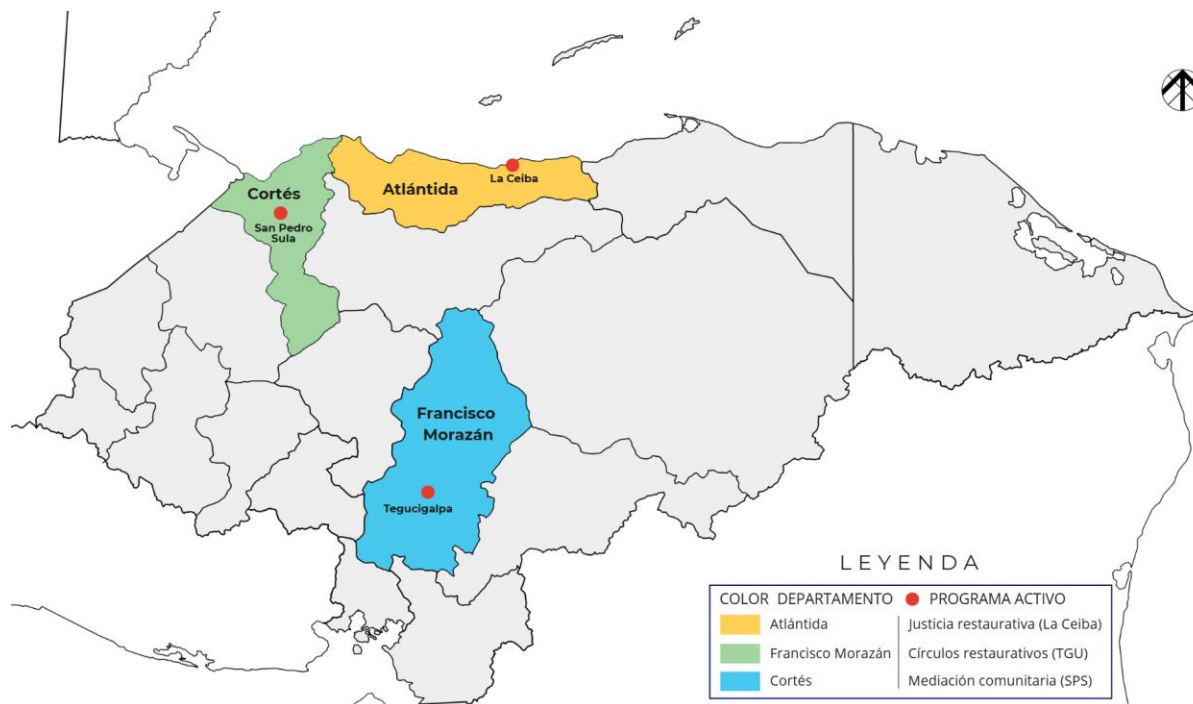 Cortés
San Pedro
Sula
Atlántida
La Ceiba
Francisco
Morazán
Tegucigalpa
LEYENDA
COLOR DEPARTAMENTO PROGRAMA ACTIVO
Atlántida Justicia restaurativa (La Ceiba)
Francisco Morazán Círculos restaurativos (TGU)
Cortés Mediación comunitaria (SPS)